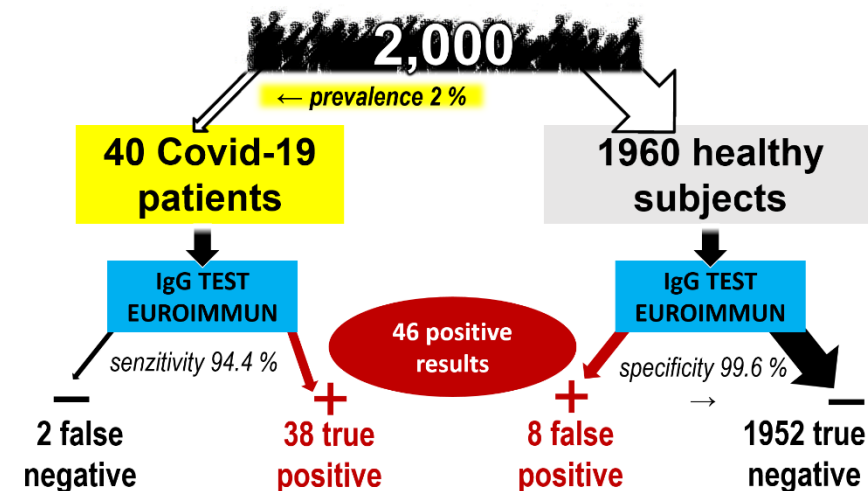 2,000
← prevalence 2 %
40 Covid-19
patients
1960 healthy
subjects
IgG TEST
EUROIMMUN
IgG TEST
EUROIMMUN
46 positive
results
senzitivity 94.4 %
specificity 99.6 %
→
−
+
+
−
2 false
negative
38 true
positive
8 false
positive
1952 true
negative